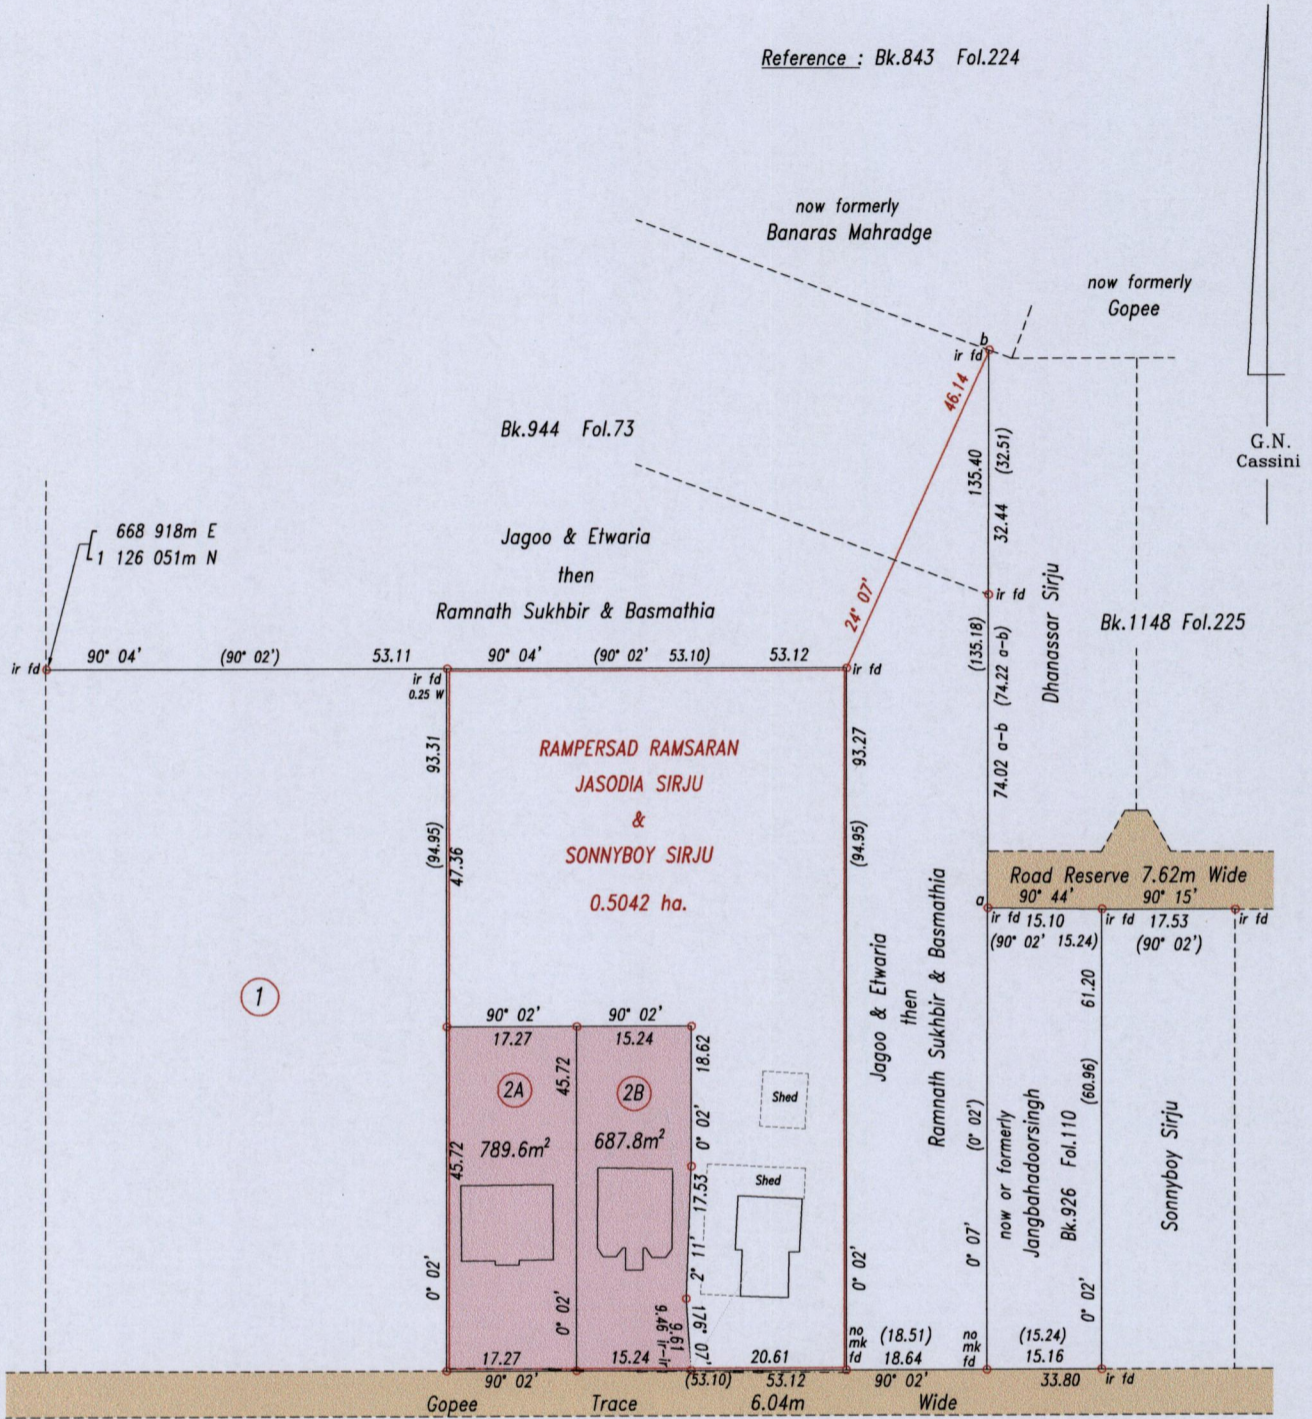 Reference : Bk.843 Fol.224
now formerly
Banaras Mahradge
now formerly
Gopee
b
ir fd
46.14
135.40
(32.51)
32.44
G.N.
Cassini
Bk.944 Fol.73
668 918m E
1 126 051m N
Jagoo & Etwaria
then
Ramnath Sukhbir & Basmathia
24° 07'
ir fd
Dhanassar Sirju
Bk.1148 Fol.225
(135.18)
(74.22 a-b)
74.02 a-b
ir fd
90° 04' (90° 02') 53.11
90° 04' (90° 02' 53.10) 53.12
ir fd
ir fd
0.25 W
93.31
(94.95)
47.36
RAMPERSAD RAMSARAN
JASODIA SIRJU
&
SONNYBOY SIRJU
0.5042 ha.
93.27
(94.95)
Road Reserve 7.62m Wide
a
90° 44' 90° 15'
ir fd 15.10 ir fd 17.53 ir fd
(90° 02' 15.24) (90° 02')
Jagoo & Etwaria
then
Ramnath Sukhbir & Basmathia
1
90° 02' 90° 02'
17.27 15.24
45.72
18.62
0° 02'
2A
2B
789.6m²
687.8m²
Shed
Shed
45.72
0° 02'
0° 02'
17.53
2° 11'
176° 07'
9.61
9.46 ir-ir
0° 02'
(0° 02')
0° 07'
now or formerly
Jangbahadoorsingh
Bk.926 Fol.110
61.20
(60.96)
0° 02'
Sonnyboy Sirju
no
mk
fd
(18.51)
18.64
no
mk
fd
(15.24)
15.16
17.27 15.24 20.61
90° 02' (53.10) 53.12 90° 02' 33.80 ir fd
Gopee Trace 6.04m Wide